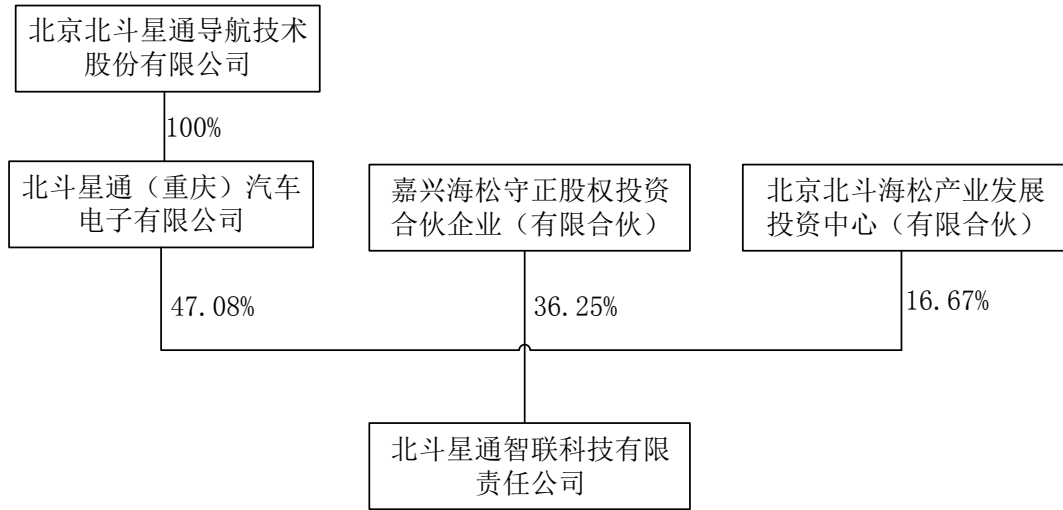 北京北斗星通导航技术
股份有限公司
100%
北斗星通（重庆）汽车
电子有限公司
嘉兴海松守正股权投资
合伙企业（有限合伙）
北京北斗海松产业发展
投资中心（有限合伙）
47.08%
36.25%
16.67%
北斗星通智联科技有限
责任公司